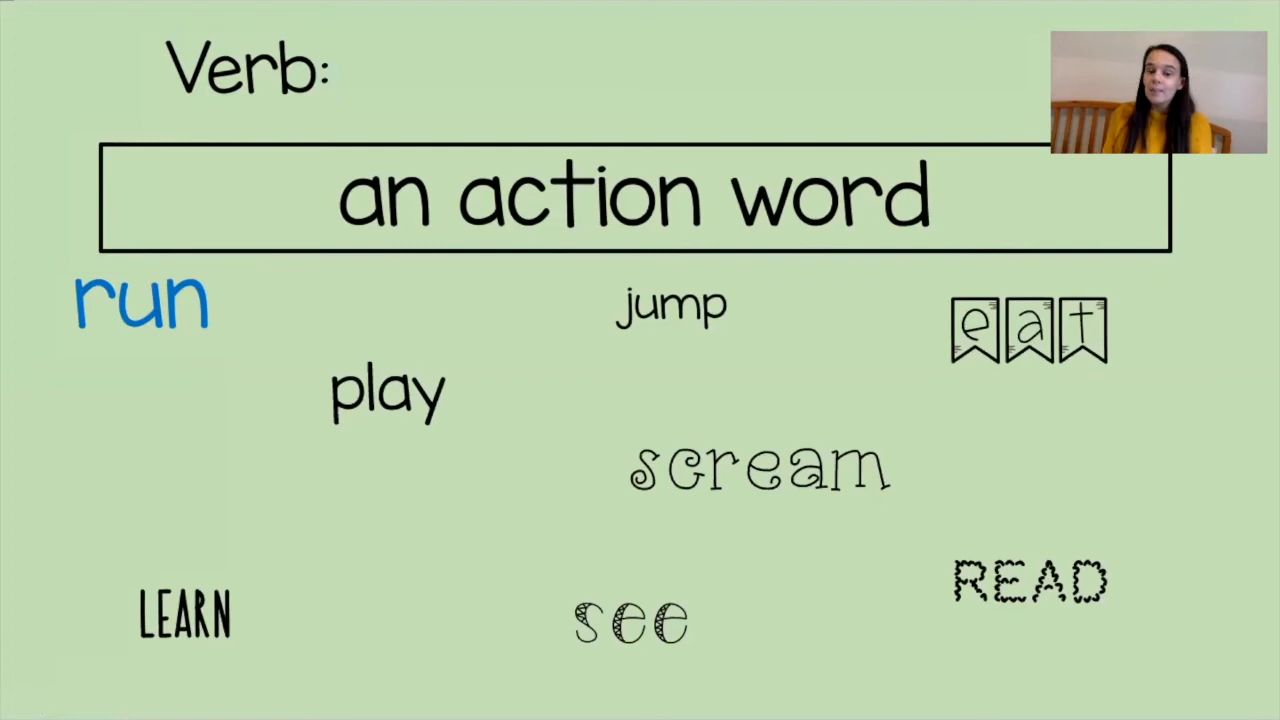 Verb:
an action word
run
jump
eat
play
scream
LEARN
see
READ